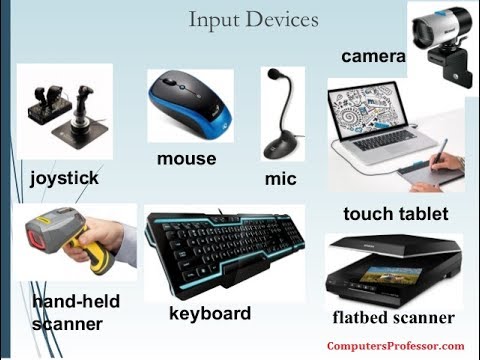 Input Devices
camera
joystick
mouse
mic
touch tablet
hand-held
scanner
keyboard
flatbed scanner
ComputersProfessor.com